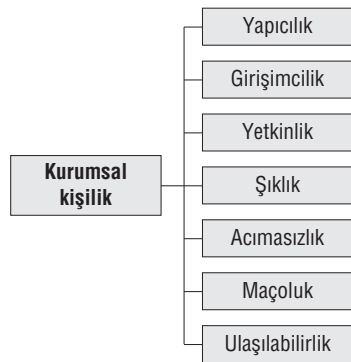 Yapıcılık
Girişimcilik
Yetkinlik
Kurumsal
kişilik
Şıklık
Acımasızlık
Maçoluk
Ulaşılabilirlik